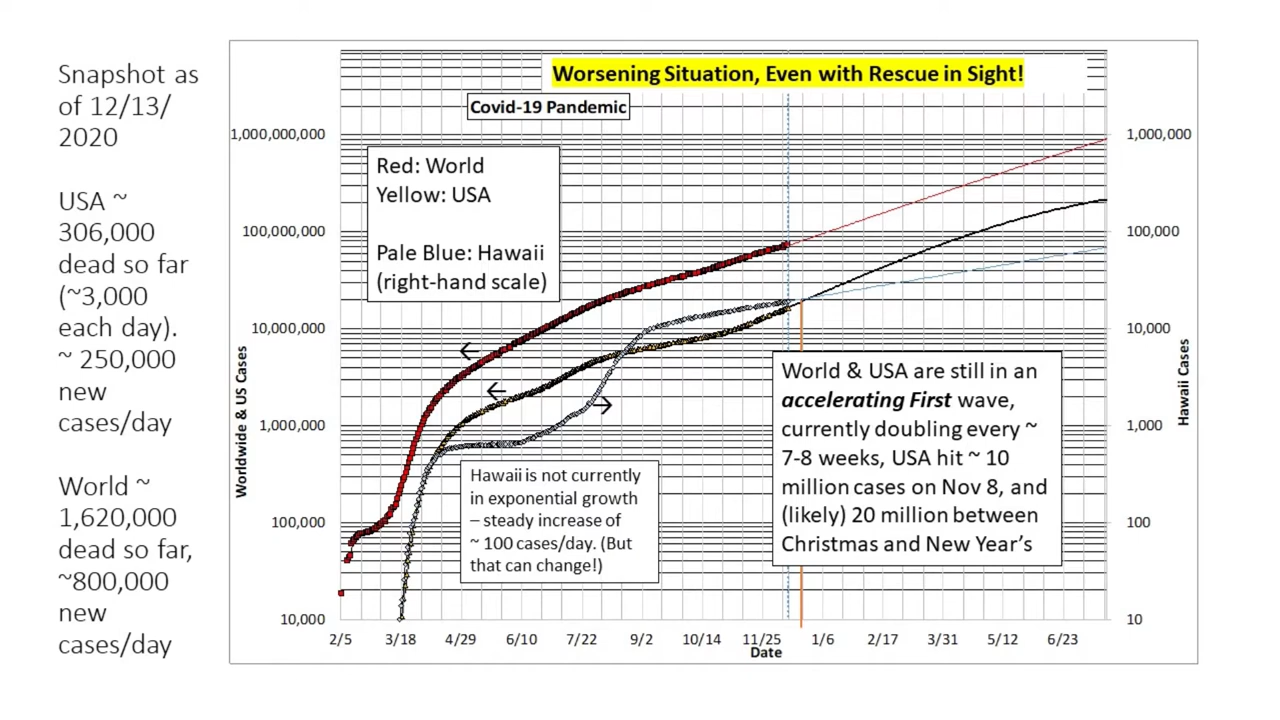 Snapshot as
of 12/13/
2020
USA ~
306,000
dead so far
(~3,000
each day).
~ 250,000
new
cases/day
World ~
1,620,000
dead so far,
~800,000
new
cases/day
Worsening Situation, Even with Rescue in Sight!
Covid-19 Pandemic
Red: World
Yellow: USA
Pale Blue: Hawaii
(right-hand scale)
Worldwide & US Cases
1,000,000,000
100,000,000
10,000,000
1,000,000
100,000
10,000
Hawaii is not currently
in exponential growth
– steady increase of
~ 100 cases/day. (But
that can change!)
World & USA are still in an
accelerating First wave,
currently doubling every ~
7-8 weeks, USA hit ~ 10
million cases on Nov 8, and
(likely) 20 million between
Christmas and New Year's
1,000,000
100,000
10,000
1,000
100
10
Hawaii Cases
2/5 3/18 4/29 6/10 7/22 9/2 10/14 11/25 1/6 2/17 3/31 5/12 6/23
Date